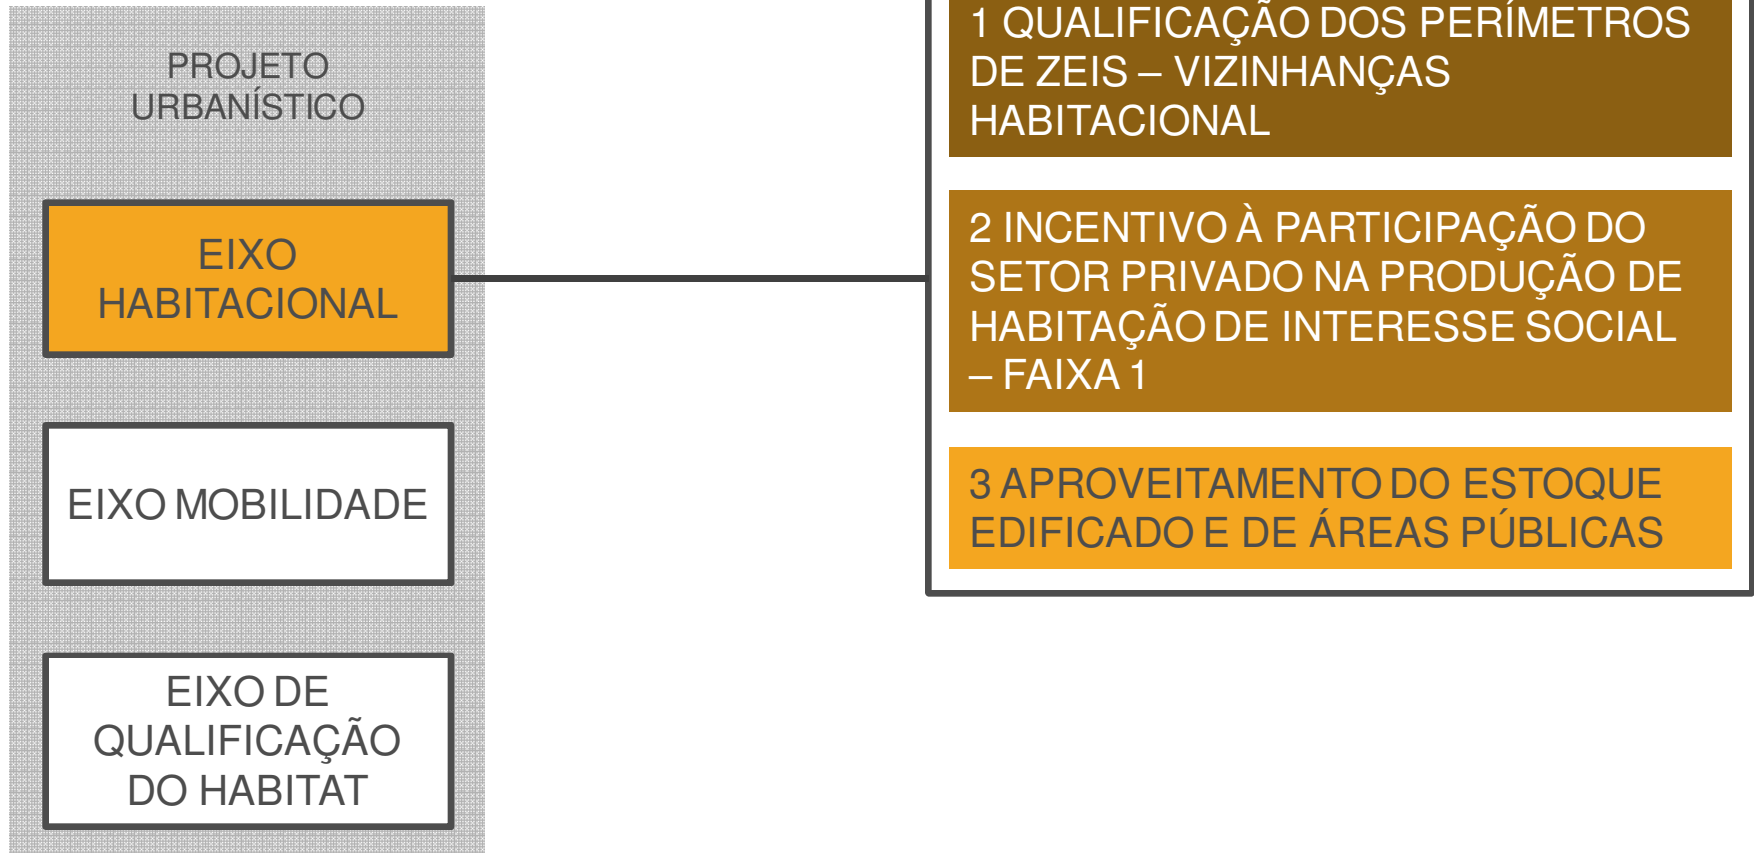 PROJETO
URBANÍSTICO
EIXO
HABITACIONAL
EIXO MOBILIDADE
EIXO DE
QUALIFICAÇÃO
DO HABITAT
1 QUALIFICAÇÃO DOS PERÍMETROS
DE ZEIS – VIZINHANÇAS
HABITACIONAL
2 INCENTIVO À PARTICIPAÇÃO DO
SETOR PRIVADO NA PRODUÇÃO DE
HABITAÇÃO DE INTERESSE SOCIAL
– FAIXA 1
3 APROVEITAMENTO DO ESTOQUE
EDIFICADO E DE ÁREAS PÚBLICAS